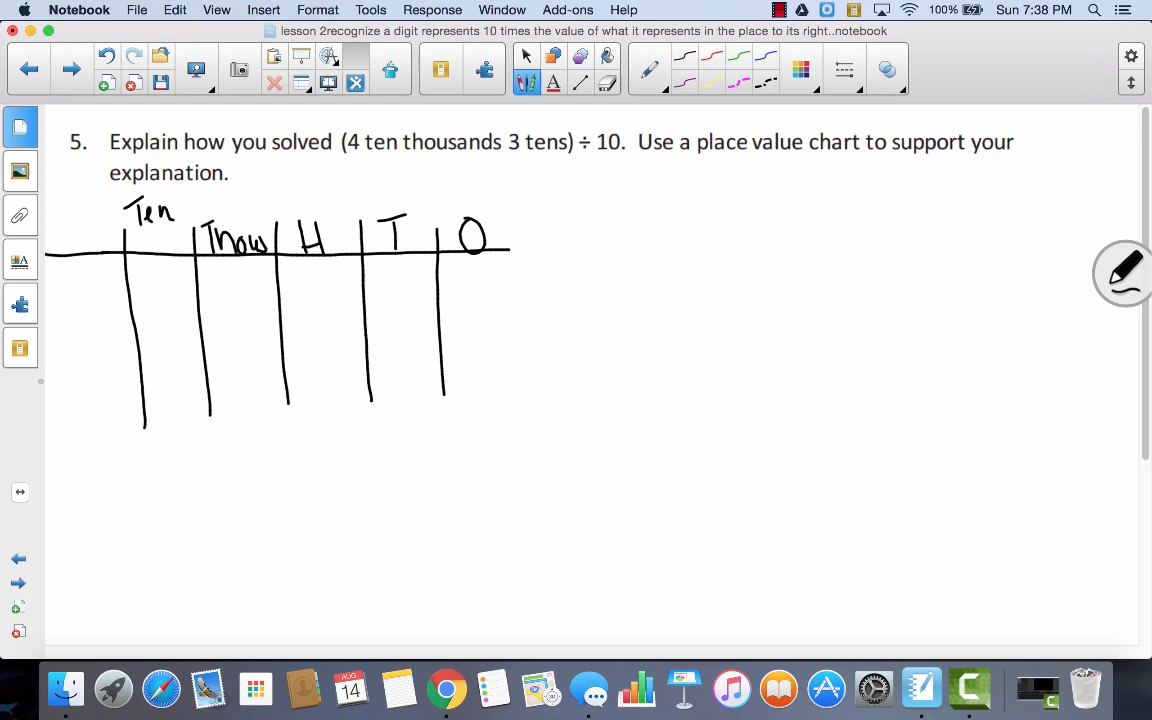 Notebook File Edit View Insert Format Tools Response Window Add-ons Help 100% Sun 7:38 PM
lesson 2recognize a digit represents 10 times the value of what it represents in the place to its right..notebook
5. Explain how you solved (4 ten thousands 3 tens) ÷ 10. Use a place value chart to support your
explanation.
Ten
Thous H T O
AUG
14